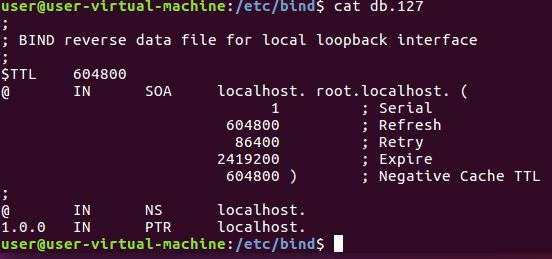 user@user-virtual-machine:/etc/bind$ cat db.127
;
; BIND reverse data file for local loopback interface
;
$TTL    604800
@       IN      SOA     localhost. root.localhost. (
                              1         ; Serial
                         604800         ; Refresh
                          86400         ; Retry
                        2419200         ; Expire
                         604800 )       ; Negative Cache TTL
;
@       IN      NS      localhost.
1.0.0   IN      PTR     localhost.
user@user-virtual-machine:/etc/bind$